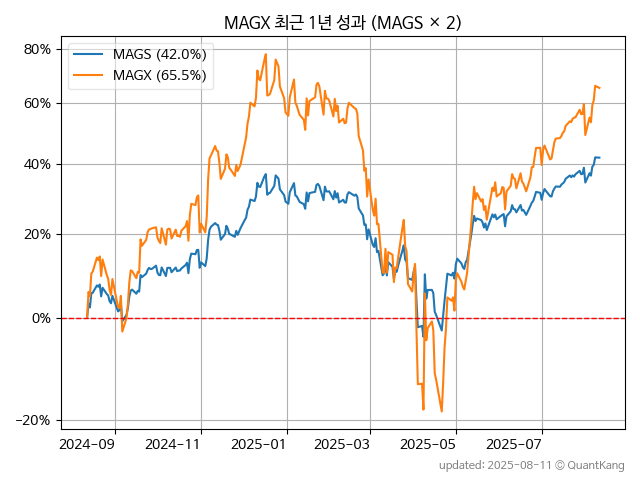 MAGX 최근 1년 성과 (MAGS × 2)
MAGS (42.0%)
MAGX (65.5%)
80%
60%
40%
20%
0%
−20%
2024-09 2024-11 2025-01 2025-03 2025-05 2025-07
updated: 2025-08-11 © QuantKang